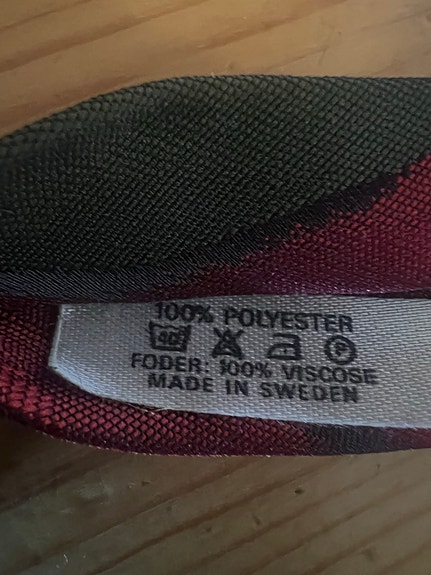 100% POLYESTER
40 P
FODER: 100% VISCOSE
MADE IN SWEDEN